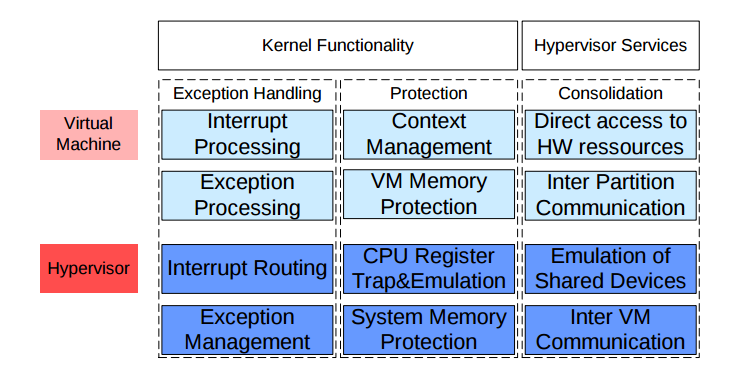 Kernel Functionality
Hypervisor Services
Exception Handling
Protection
Consolidation
Virtual
Machine
Interrupt
Processing
Context
Management
Direct access to
HW ressources
Exception
Processing
VM Memory
Protection
Inter Partition
Communication
Hypervisor
Interrupt Routing
CPU Register
Trap&Emulation
Emulation of
Shared Devices
Exception
Management
System Memory
Protection
Inter VM
Communication